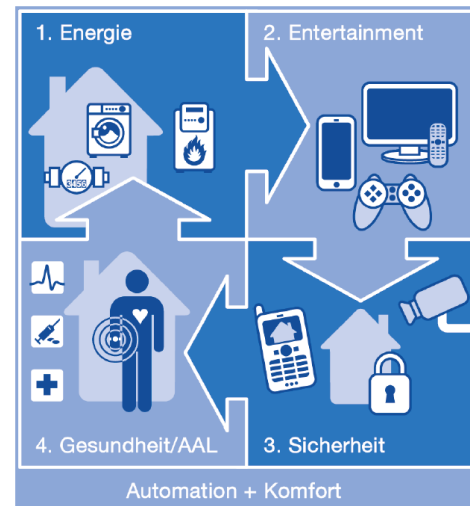 1. Energie
2. Entertainment
4. Gesundheit/AAL
3. Sicherheit
Automation + Komfort